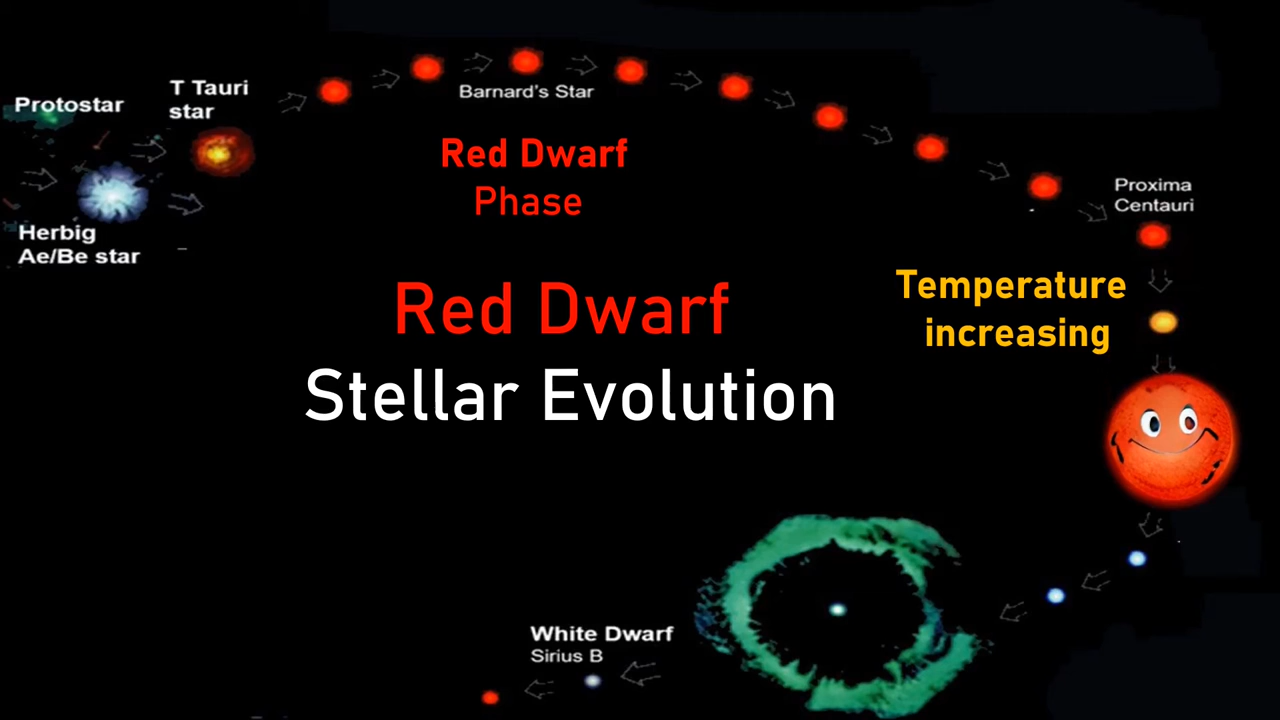 Protostar
T Tauri
star
Herbig
Ae/Be star
Barnard's Star
Red Dwarf
Phase
Proxima
Centauri
Temperature
increasing
Red Dwarf
Stellar Evolution
White Dwarf
Sirius B